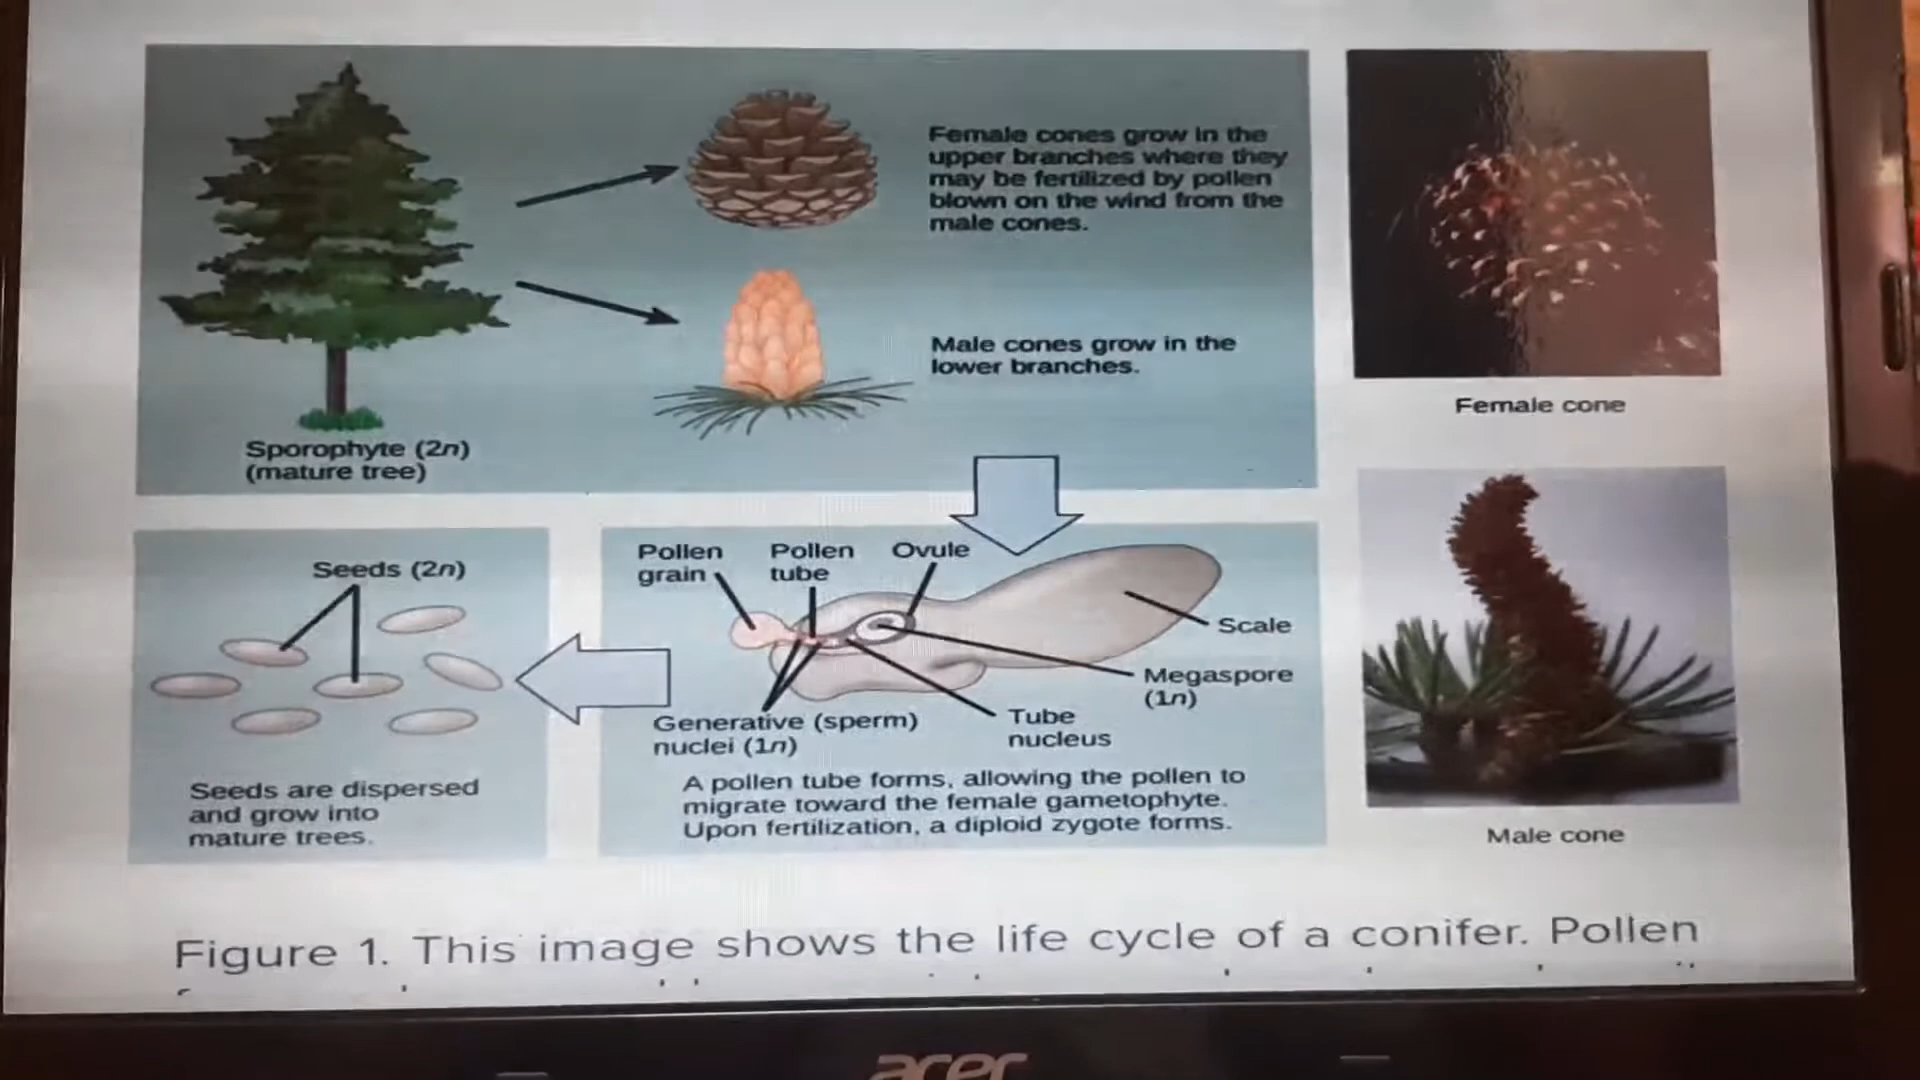 Female cones grow in the
upper branches where they
may be fertilized by pollen
blown on the wind from the
male cones.
Male cones grow in the
lower branches.
Sporophyte (2n)
(mature tree)
Female cone
Seeds (2n)
Seeds are dispersed
and grow into
mature trees.
Pollen
grain
Pollen
tube
Ovule
Scale
Megaspore
(1n)
Tube
nucleus
Generative (sperm)
nuclei (1n)
A pollen tube forms, allowing the pollen to
migrate toward the female gametophyte.
Upon fertilization, a diploid zygote forms.
Male cone
Figure 1. This image shows the life cycle of a conifer. Pollen
acer